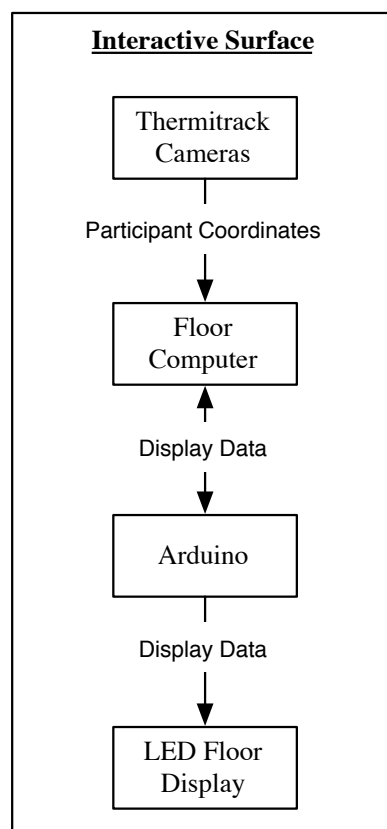 Interactive Surface
Thermitrack
Cameras
Participant Coordinates
Floor
Computer
Display Data
Arduino
Display Data
LED Floor
Display